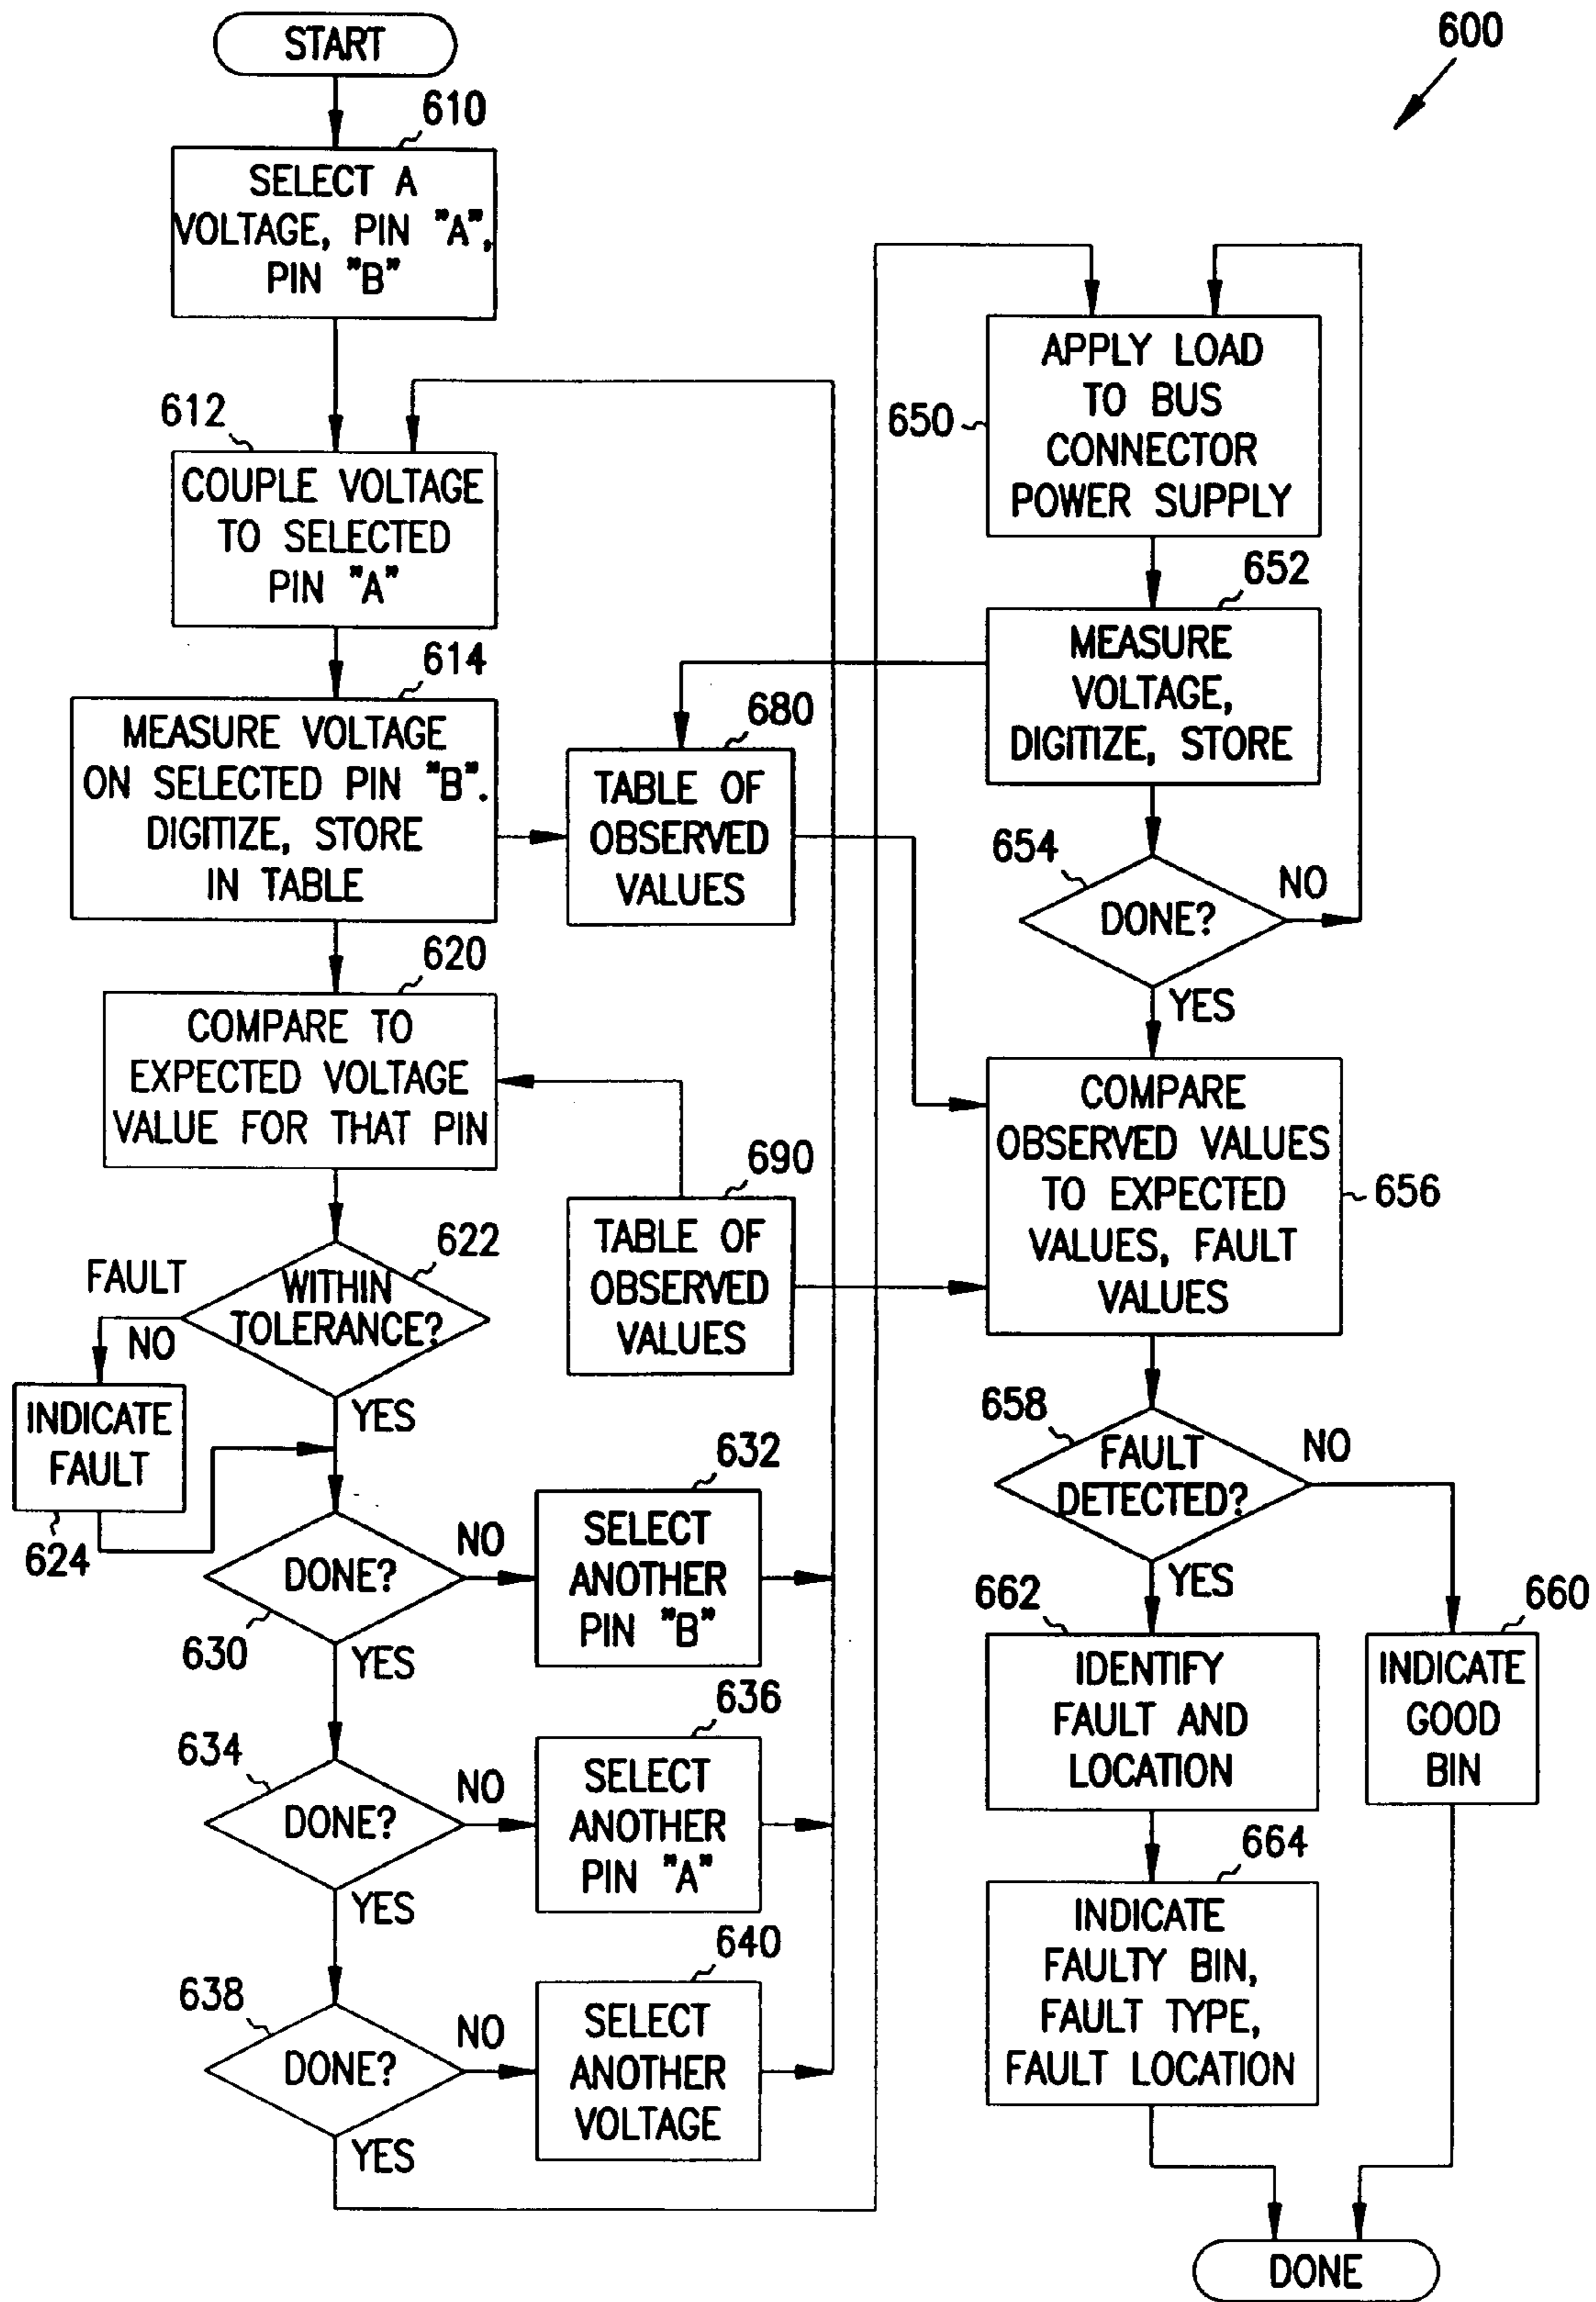 START
600
610
SELECT A
VOLTAGE, PIN "A",
PIN "B"
612
COUPLE VOLTAGE
TO SELECTED
PIN "A"
614
MEASURE VOLTAGE
ON SELECTED PIN "B".
DIGITIZE, STORE
IN TABLE
680
TABLE OF
OBSERVED
VALUES
620
COMPARE TO
EXPECTED VOLTAGE
VALUE FOR THAT PIN
690
TABLE OF
OBSERVED
VALUES
622
WITHIN
TOLERANCE?
FAULT
NO
YES
INDICATE
FAULT
624
630
DONE?
NO
YES
632
SELECT
ANOTHER
PIN "B"
634
DONE?
NO
YES
636
SELECT
ANOTHER
PIN "A"
638
DONE?
NO
YES
640
SELECT
ANOTHER
VOLTAGE
650
APPLY LOAD
TO BUS
CONNECTOR
POWER SUPPLY
652
MEASURE
VOLTAGE,
DIGITIZE, STORE
654
DONE?
NO
YES
COMPARE
OBSERVED VALUES
TO EXPECTED
VALUES, FAULT
VALUES
656
658
FAULT
DETECTED?
NO
YES
662
IDENTIFY
FAULT AND
LOCATION
660
INDICATE
GOOD
BIN
664
INDICATE
FAULTY BIN,
FAULT TYPE,
FAULT LOCATION
DONE